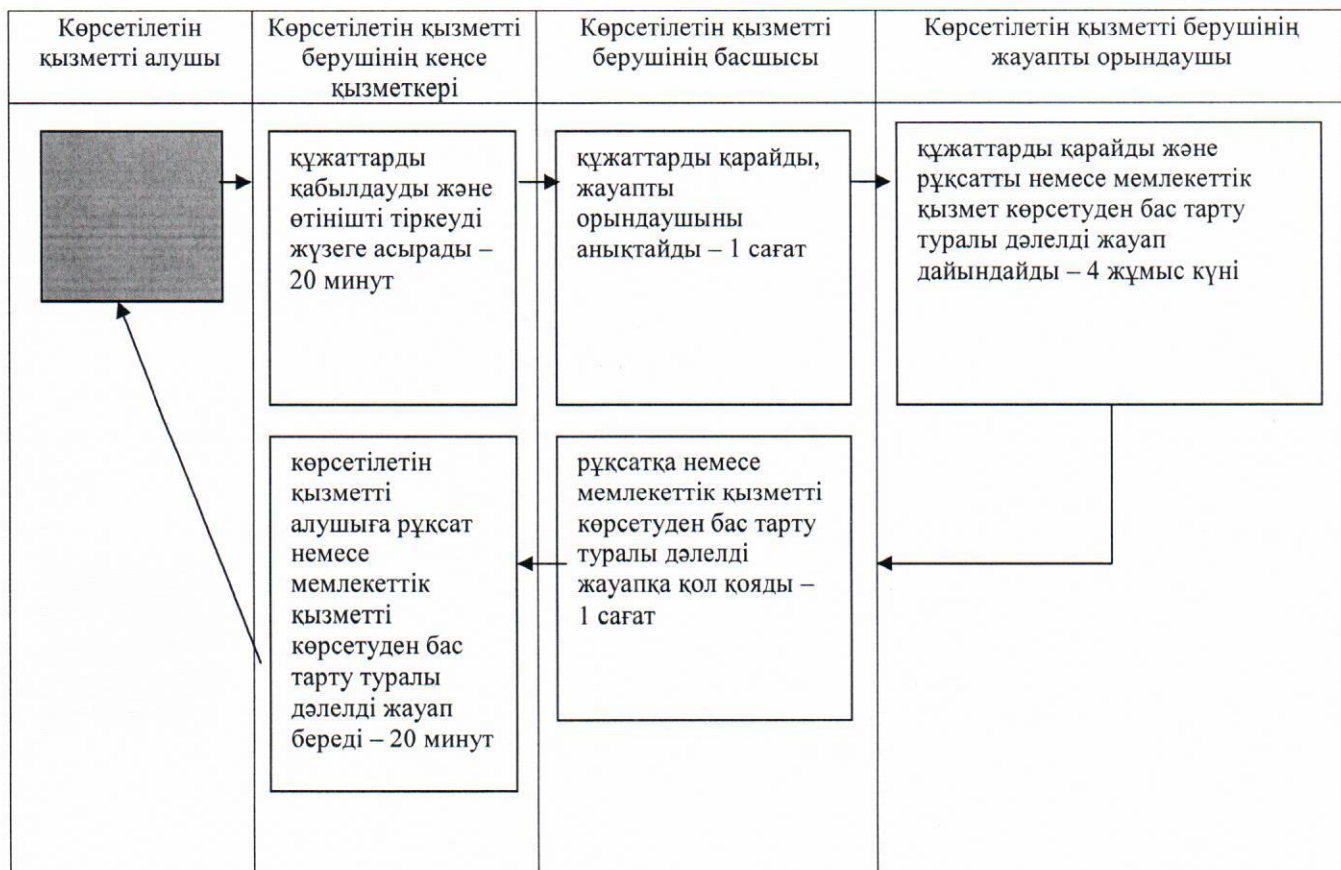 Көрсетілетін
қызметті алушы
Көрсетілетін қызметті
берушінің кеңсе
қызметкері
Көрсетілетін қызметті
берушінің басшысы
Көрсетілетін қызметті берушінің
жауапты орындаушы
құжаттарды
қабылдауды және
өтінішті тіркеуді
жүзеге асырады –
20 минут
құжаттарды қарайды,
жауапты
орындаушыны
анықтайды – 1 сағат
құжаттарды қарайды және
рұқсатты немесе мемлекеттік
қызмет көрсетуден бас тарту
туралы дәлелді жауап
дайындайды – 4 жұмыс күні
көрсетілетін
қызметті
алушыға рұқсат
немесе
мемлекеттік
қызметті
көрсетуден бас
тарту туралы
дәлелді жауап
береді – 20 минут
рұқсатқа немесе
мемлекеттік қызметті
көрсетуден бас тарту
туралы дәлелді
жауапқа қол қояды –
1 сағат